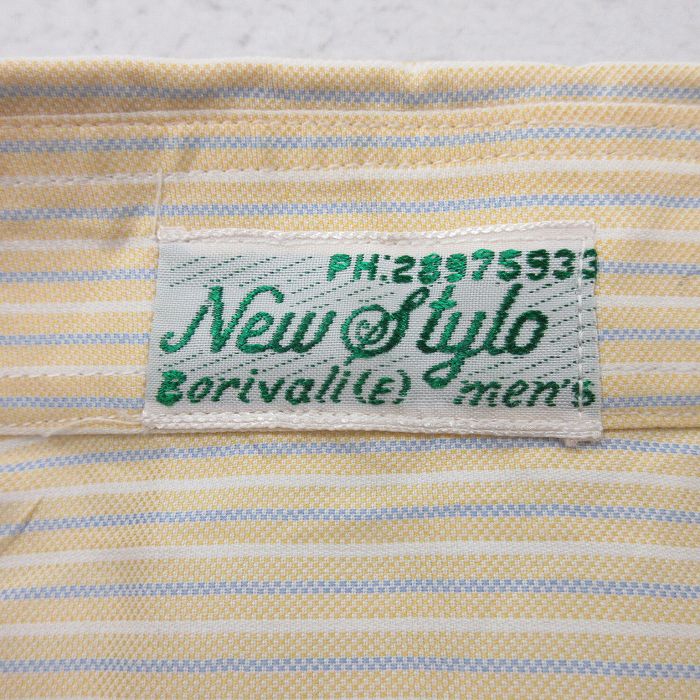 PH:28975933
New Stylo
Borivali(E) men's